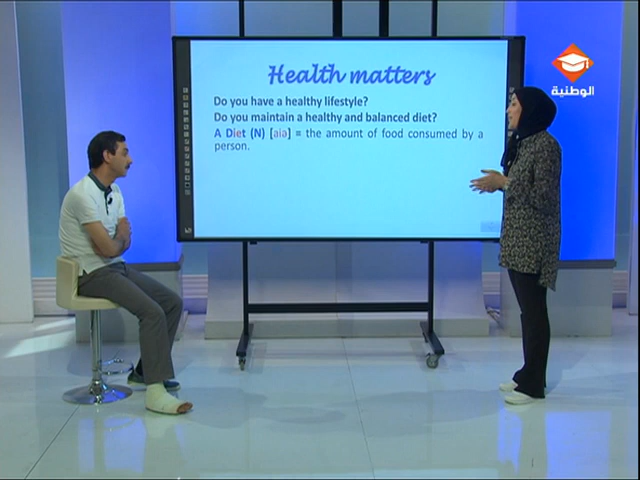 Health matters
الوطنية
Do you have a healthy lifestyle?
Do you maintain a healthy and balanced diet?
A Diet (N) [aiə] = the amount of food consumed by a
person.